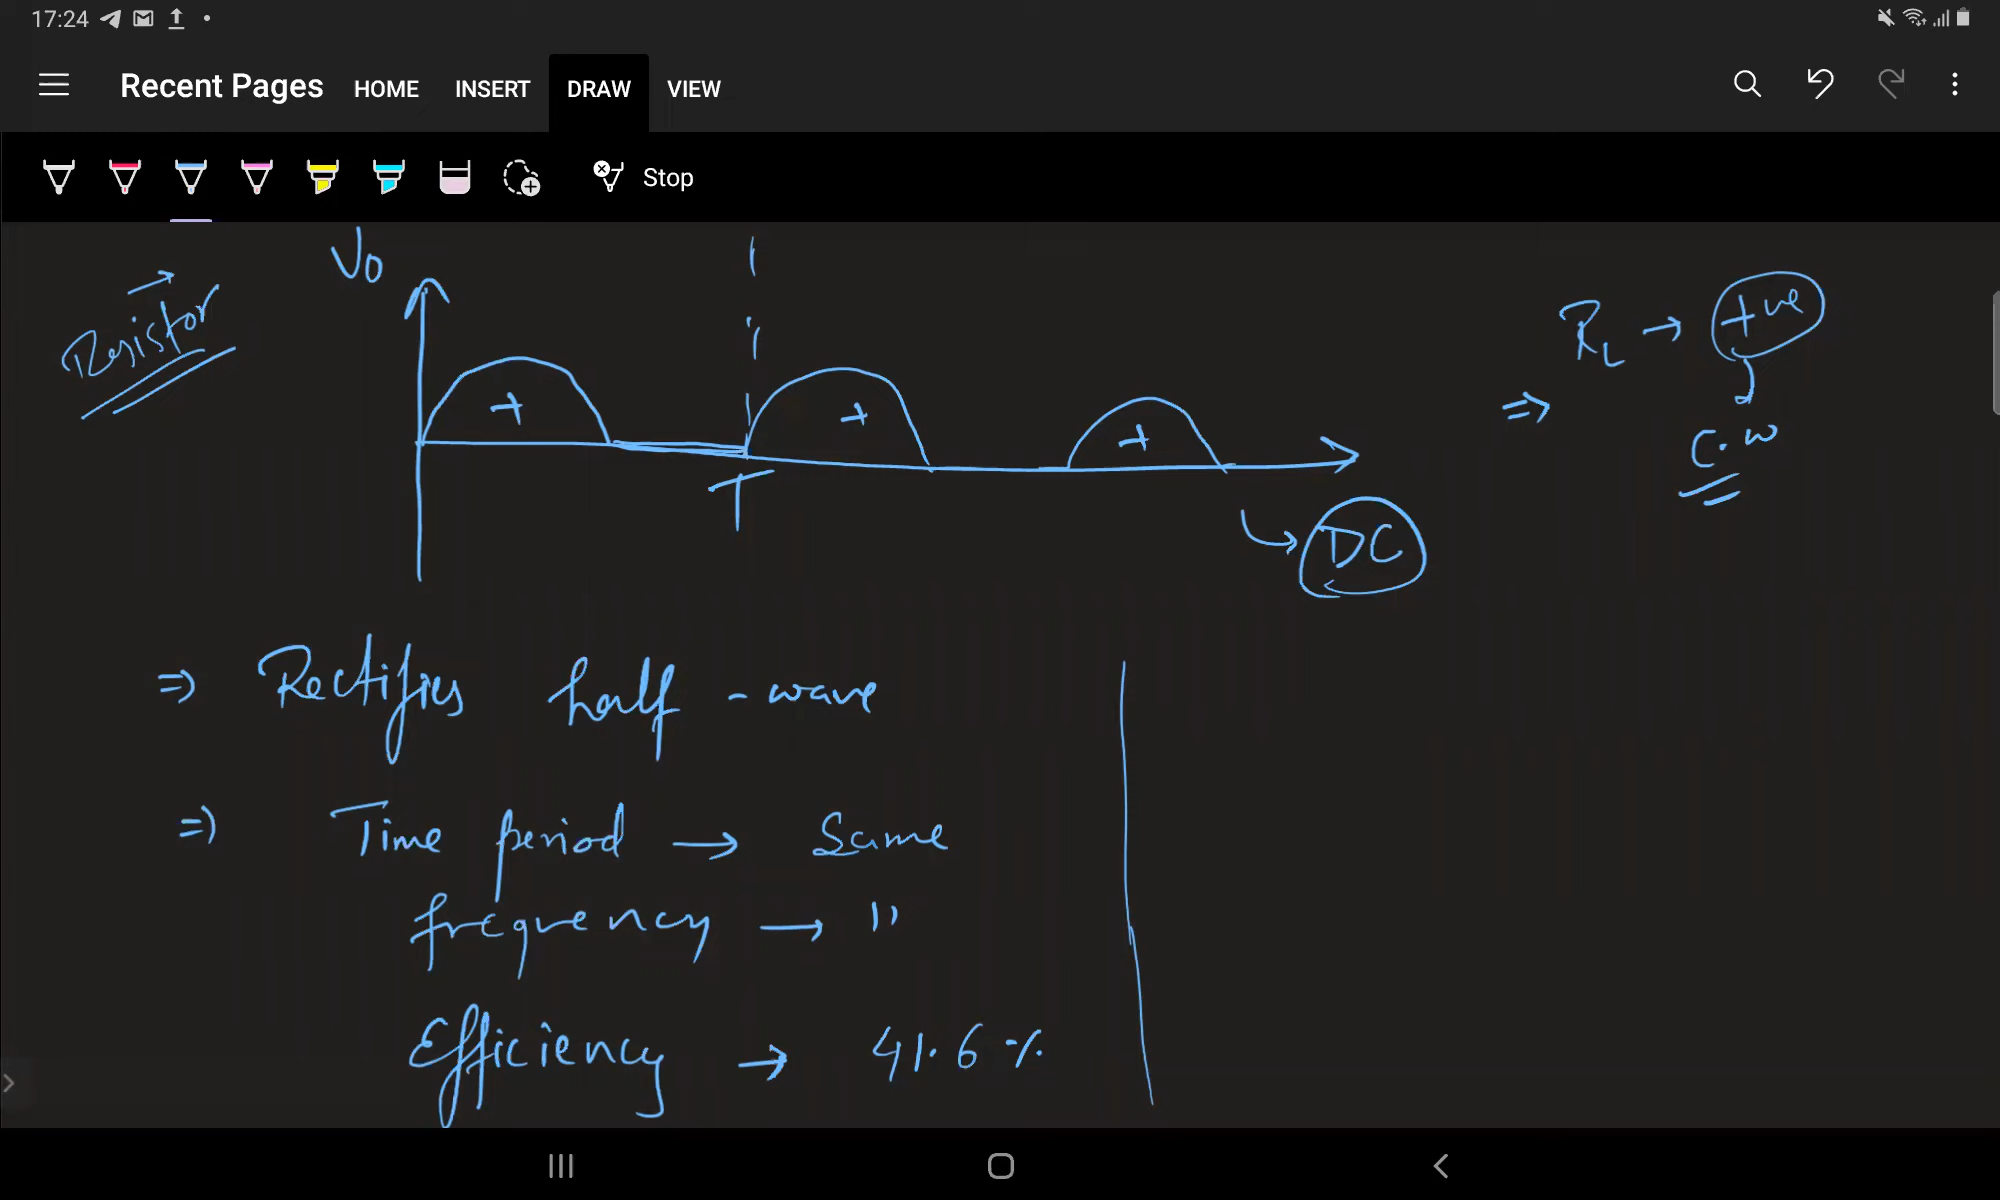 17:24
Recent Pages HOME INSERT DRAW VIEW
Stop
Vo
Resistor
+ + +
T
DC
⇒ RL → +ve
C.W
⇒ Rectifies half - wave
⇒ Time period → Same
frequency → "
Efficiency → 41.6 %